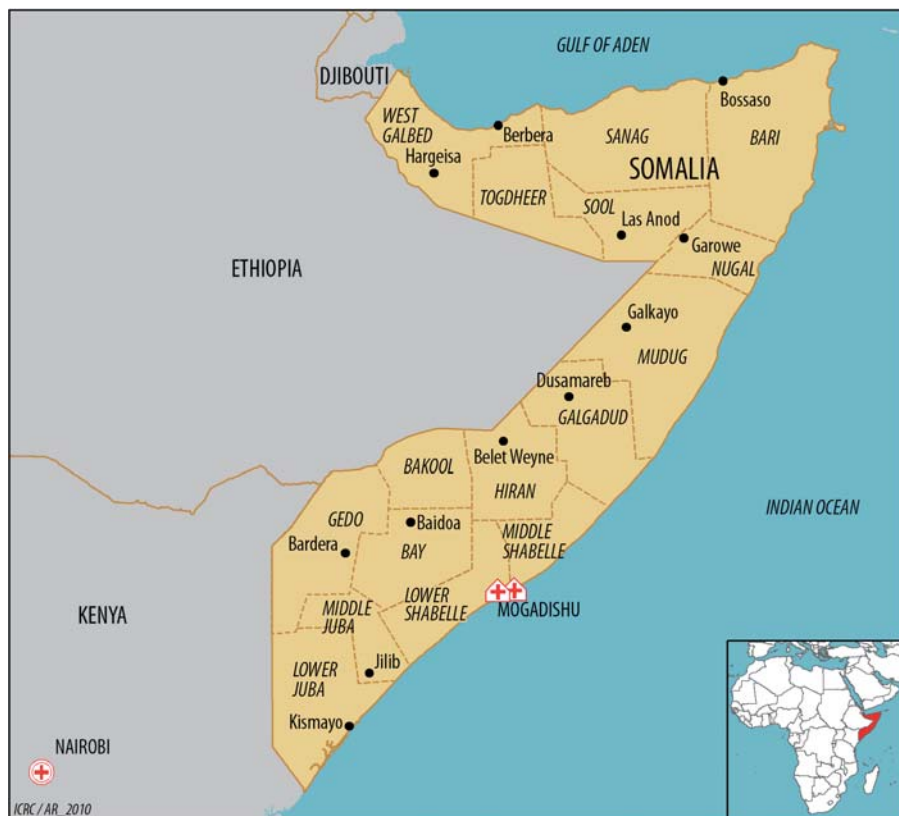 GULF OF ADEN
DJIBOUTI
Bossaso
WEST
GALBED
Berbera
SANAG
BARI
Hargeisa
SOMALIA
TOGDHEER
SOOL
Las Anod
Garowe
ETHIOPIA
NUGAL
Galkayo
MUDUG
Dusamareb
GALGADUD
Belet Weyne
BAKOOL
HIRAN
INDIAN OCEAN
GEDO
Baidoa
Bardera
BAY
MIDDLE
SHABELLE
LOWER
SHABELLE
MOGADISHU
KENYA
MIDDLE
JUBA
LOWER
JUBA
Jilib
Kismayo
NAIROBI
ICRC / AR_2010